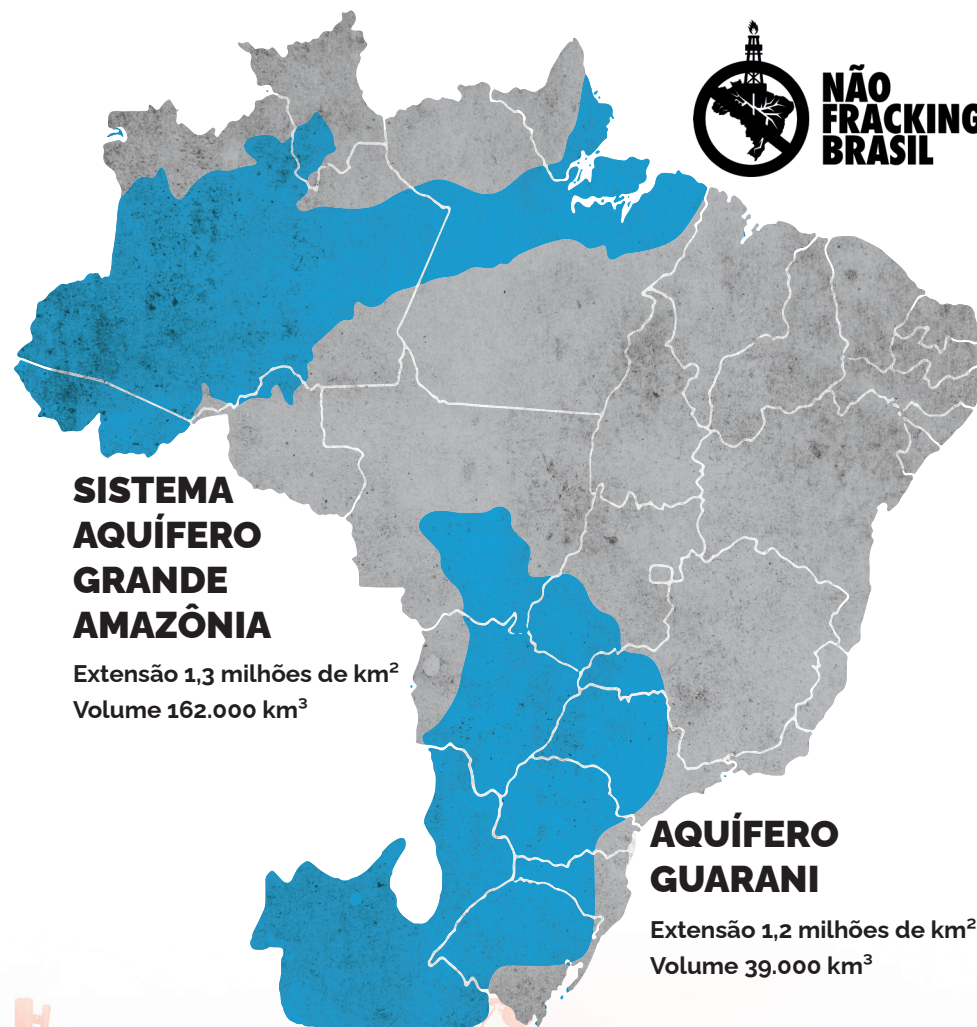 NÃO
FRACKING
BRASIL
SISTEMA
AQUÍFERO
GRANDE
AMAZÔNIA
Extensão 1,3 milhões de km²
Volume 162.000 km³
AQUÍFERO
GUARANI
Extensão 1,2 milhões de km²
Volume 39.000 km³